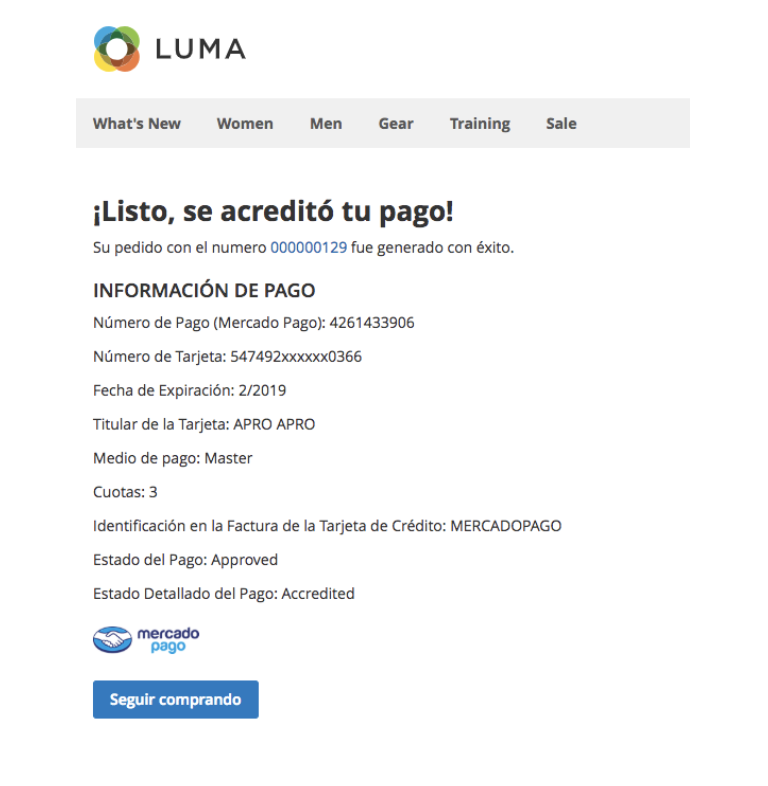 LUMA
What's New Women Men Gear Training Sale
¡Listo, se acreditó tu pago!
Su pedido con el numero 000000129 fue generado con éxito.
INFORMACIÓN DE PAGO
Número de Pago (Mercado Pago): 4261433906
Número de Tarjeta: 547492xxxxxx0366
Fecha de Expiración: 2/2019
Titular de la Tarjeta: APRO APRO
Medio de pago: Master
Cuotas: 3
Identificación en la Factura de la Tarjeta de Crédito: MERCADOPAGO
Estado del Pago: Approved
Estado Detallado del Pago: Accredited
mercado
pago
Seguir comprando